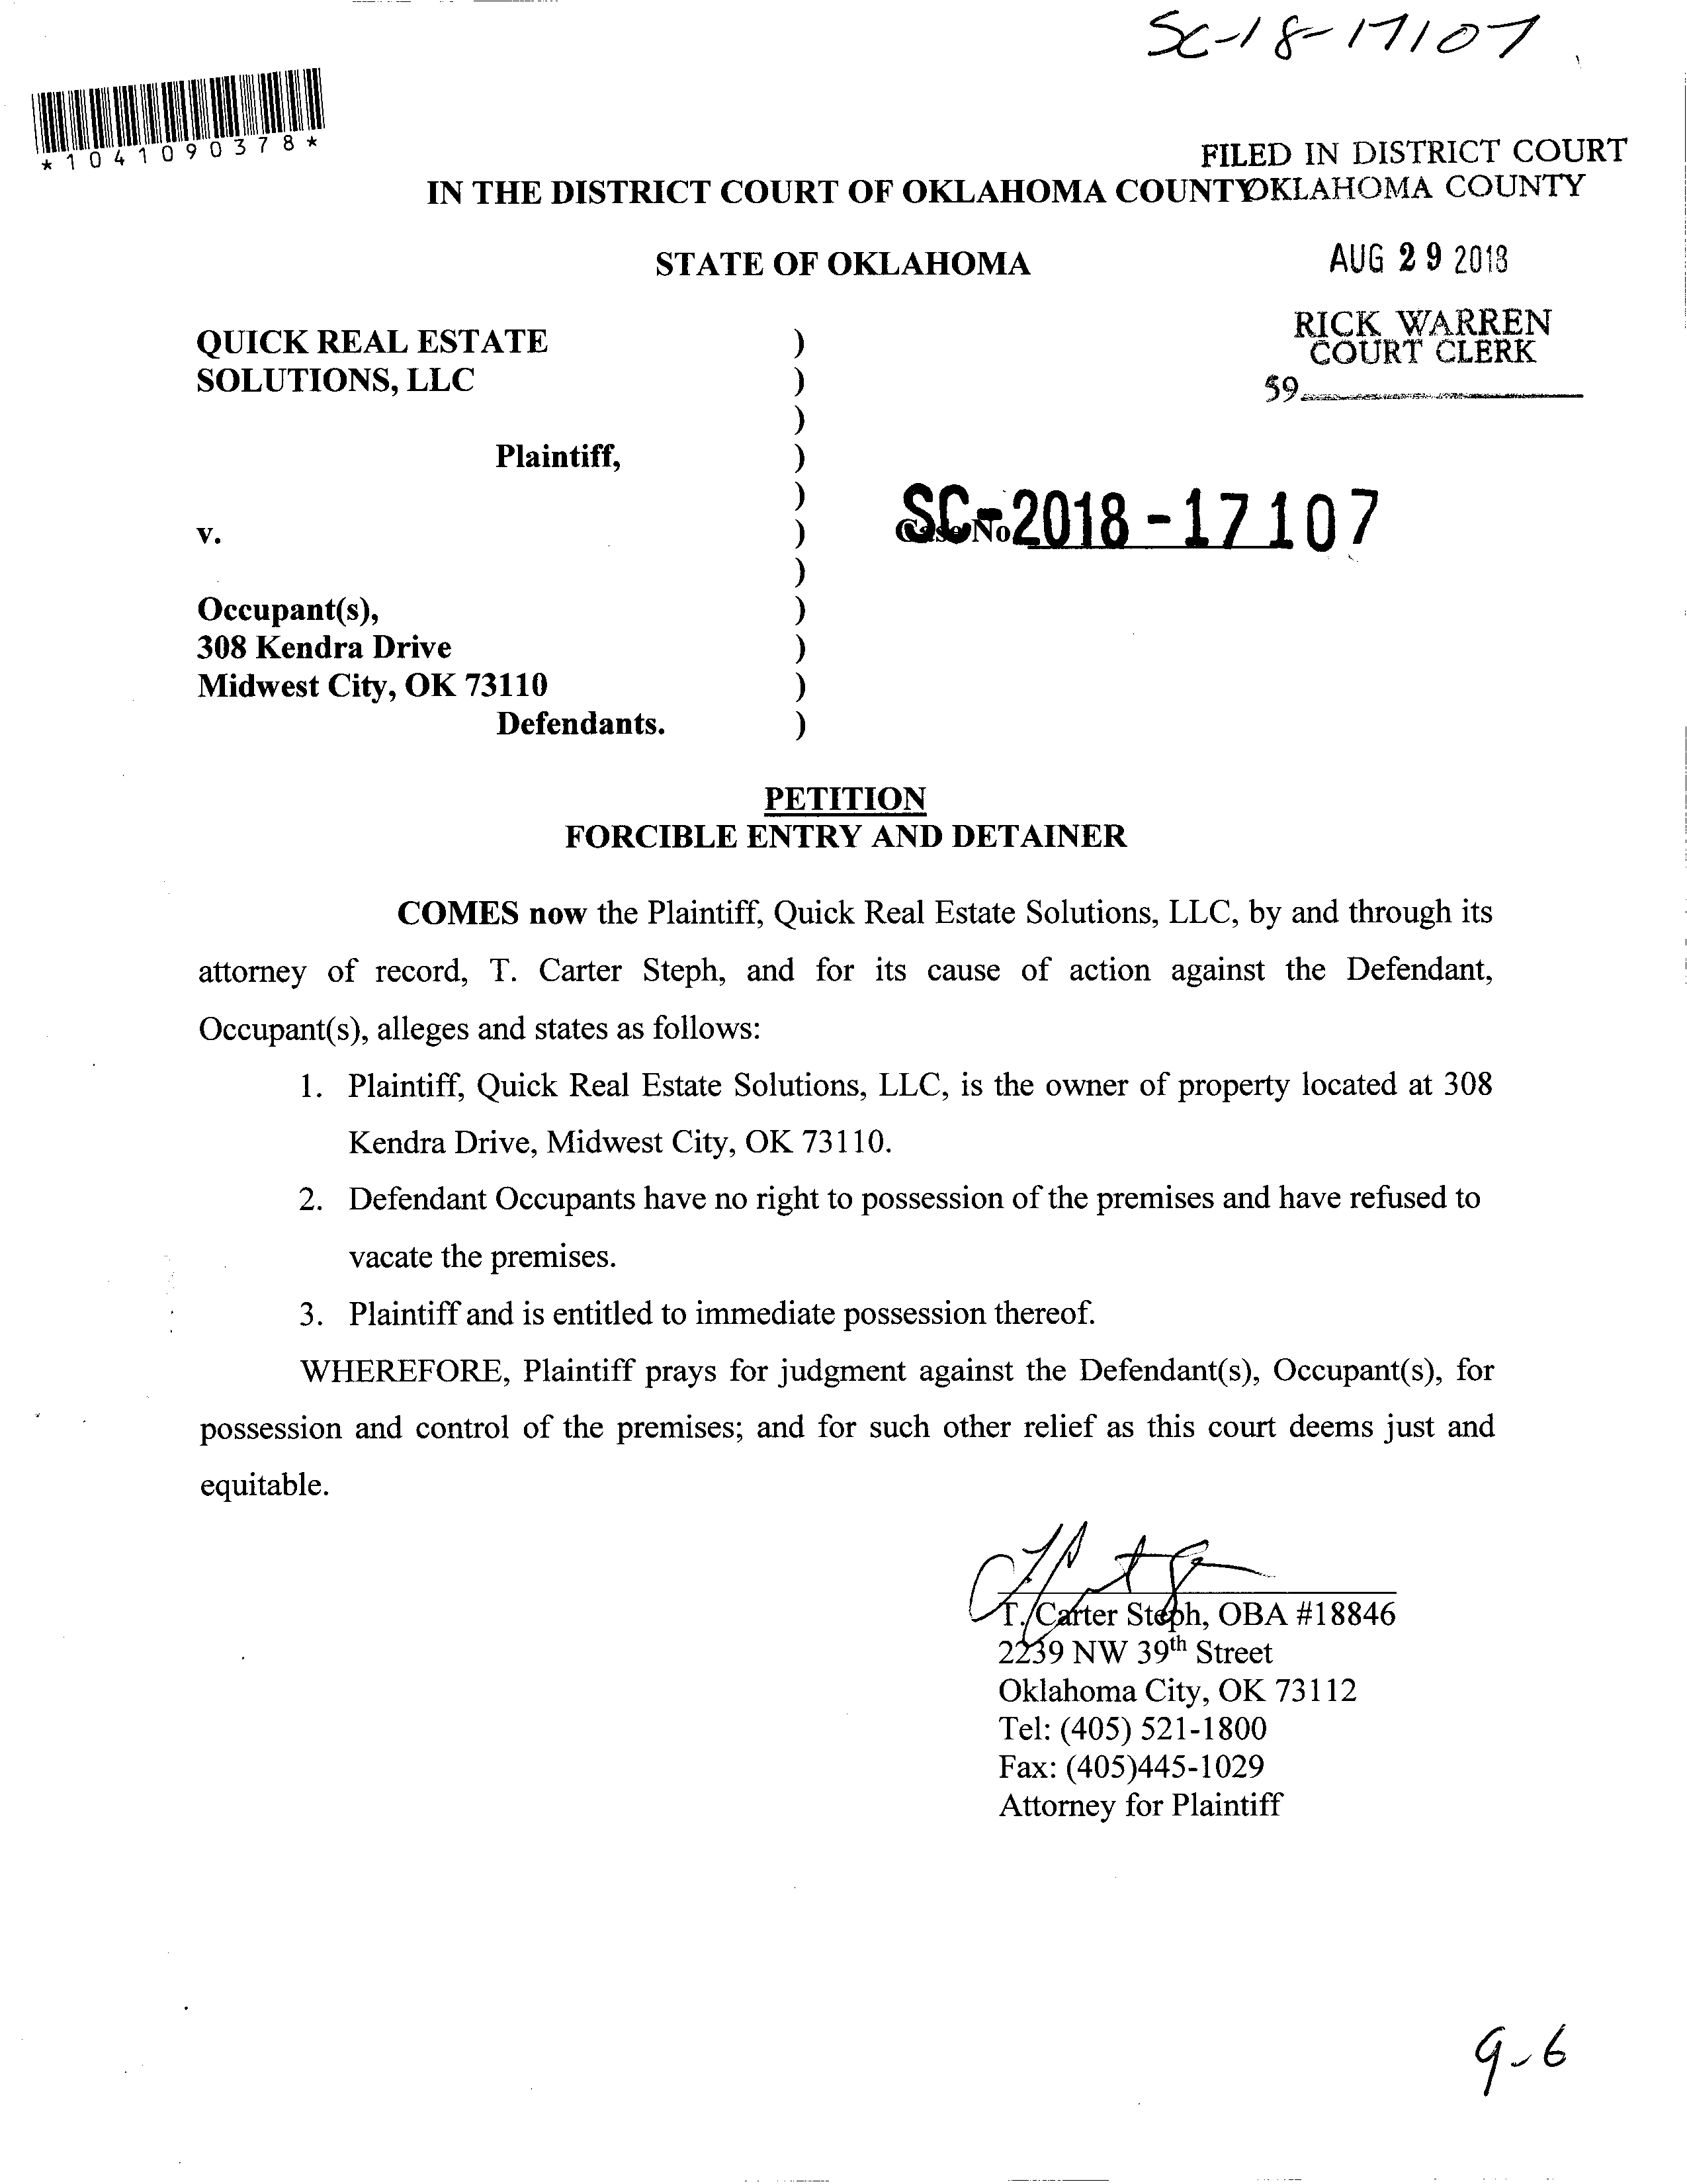 SC-18-17107
*1041090378*
FILED IN DISTRICT COURT
IN THE DISTRICT COURT OF OKLAHOMA COUNTY OKLAHOMA COUNTY
STATE OF OKLAHOMA
AUG 29 2018
RICK WARREN
COURT CLERK
59
QUICK REAL ESTATE )
SOLUTIONS, LLC )
)
Plaintiff, )
)
v. )
Case No SC-2018-17107
)
Occupant(s), )
308 Kendra Drive )
Midwest City, OK 73110 )
Defendants. )
PETITION
FORCIBLE ENTRY AND DETAINER
COMES now the Plaintiff, Quick Real Estate Solutions, LLC, by and through its
attorney of record, T. Carter Steph, and for its cause of action against the Defendant,
Occupant(s), alleges and states as follows:
1. Plaintiff, Quick Real Estate Solutions, LLC, is the owner of property located at 308
Kendra Drive, Midwest City, OK 73110.
2. Defendant Occupants have no right to possession of the premises and have refused to
vacate the premises.
3. Plaintiff and is entitled to immediate possession thereof.
WHEREFORE, Plaintiff prays for judgment against the Defendant(s), Occupant(s), for
possession and control of the premises; and for such other relief as this court deems just and
equitable.
T. Carter Steph, OBA #18846
2239 NW 39th Street
Oklahoma City, OK 73112
Tel: (405) 521-1800
Fax: (405)445-1029
Attorney for Plaintiff
9-6